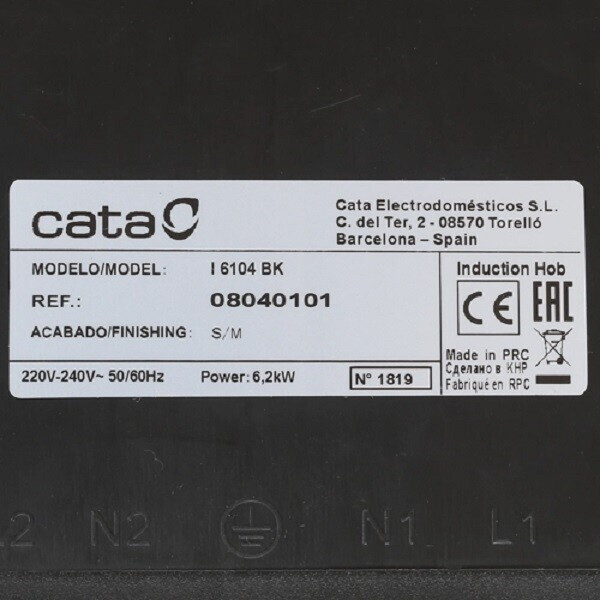 cata
Cata Electrodomésticos S.L.
C. del Ter, 2 - 08570 Torelló
Barcelona – Spain
MODELO/MODEL: I 6104 BK
REF.: 08040101
ACABADO/FINISHING: S/M
220V-240V~ 50/60Hz Power: 6,2kW Nº 1819
Induction Hob
CE EAC
Made in PRC
Сделано в КНР
Fabriqué en RPC
L2 N2 N1 L1